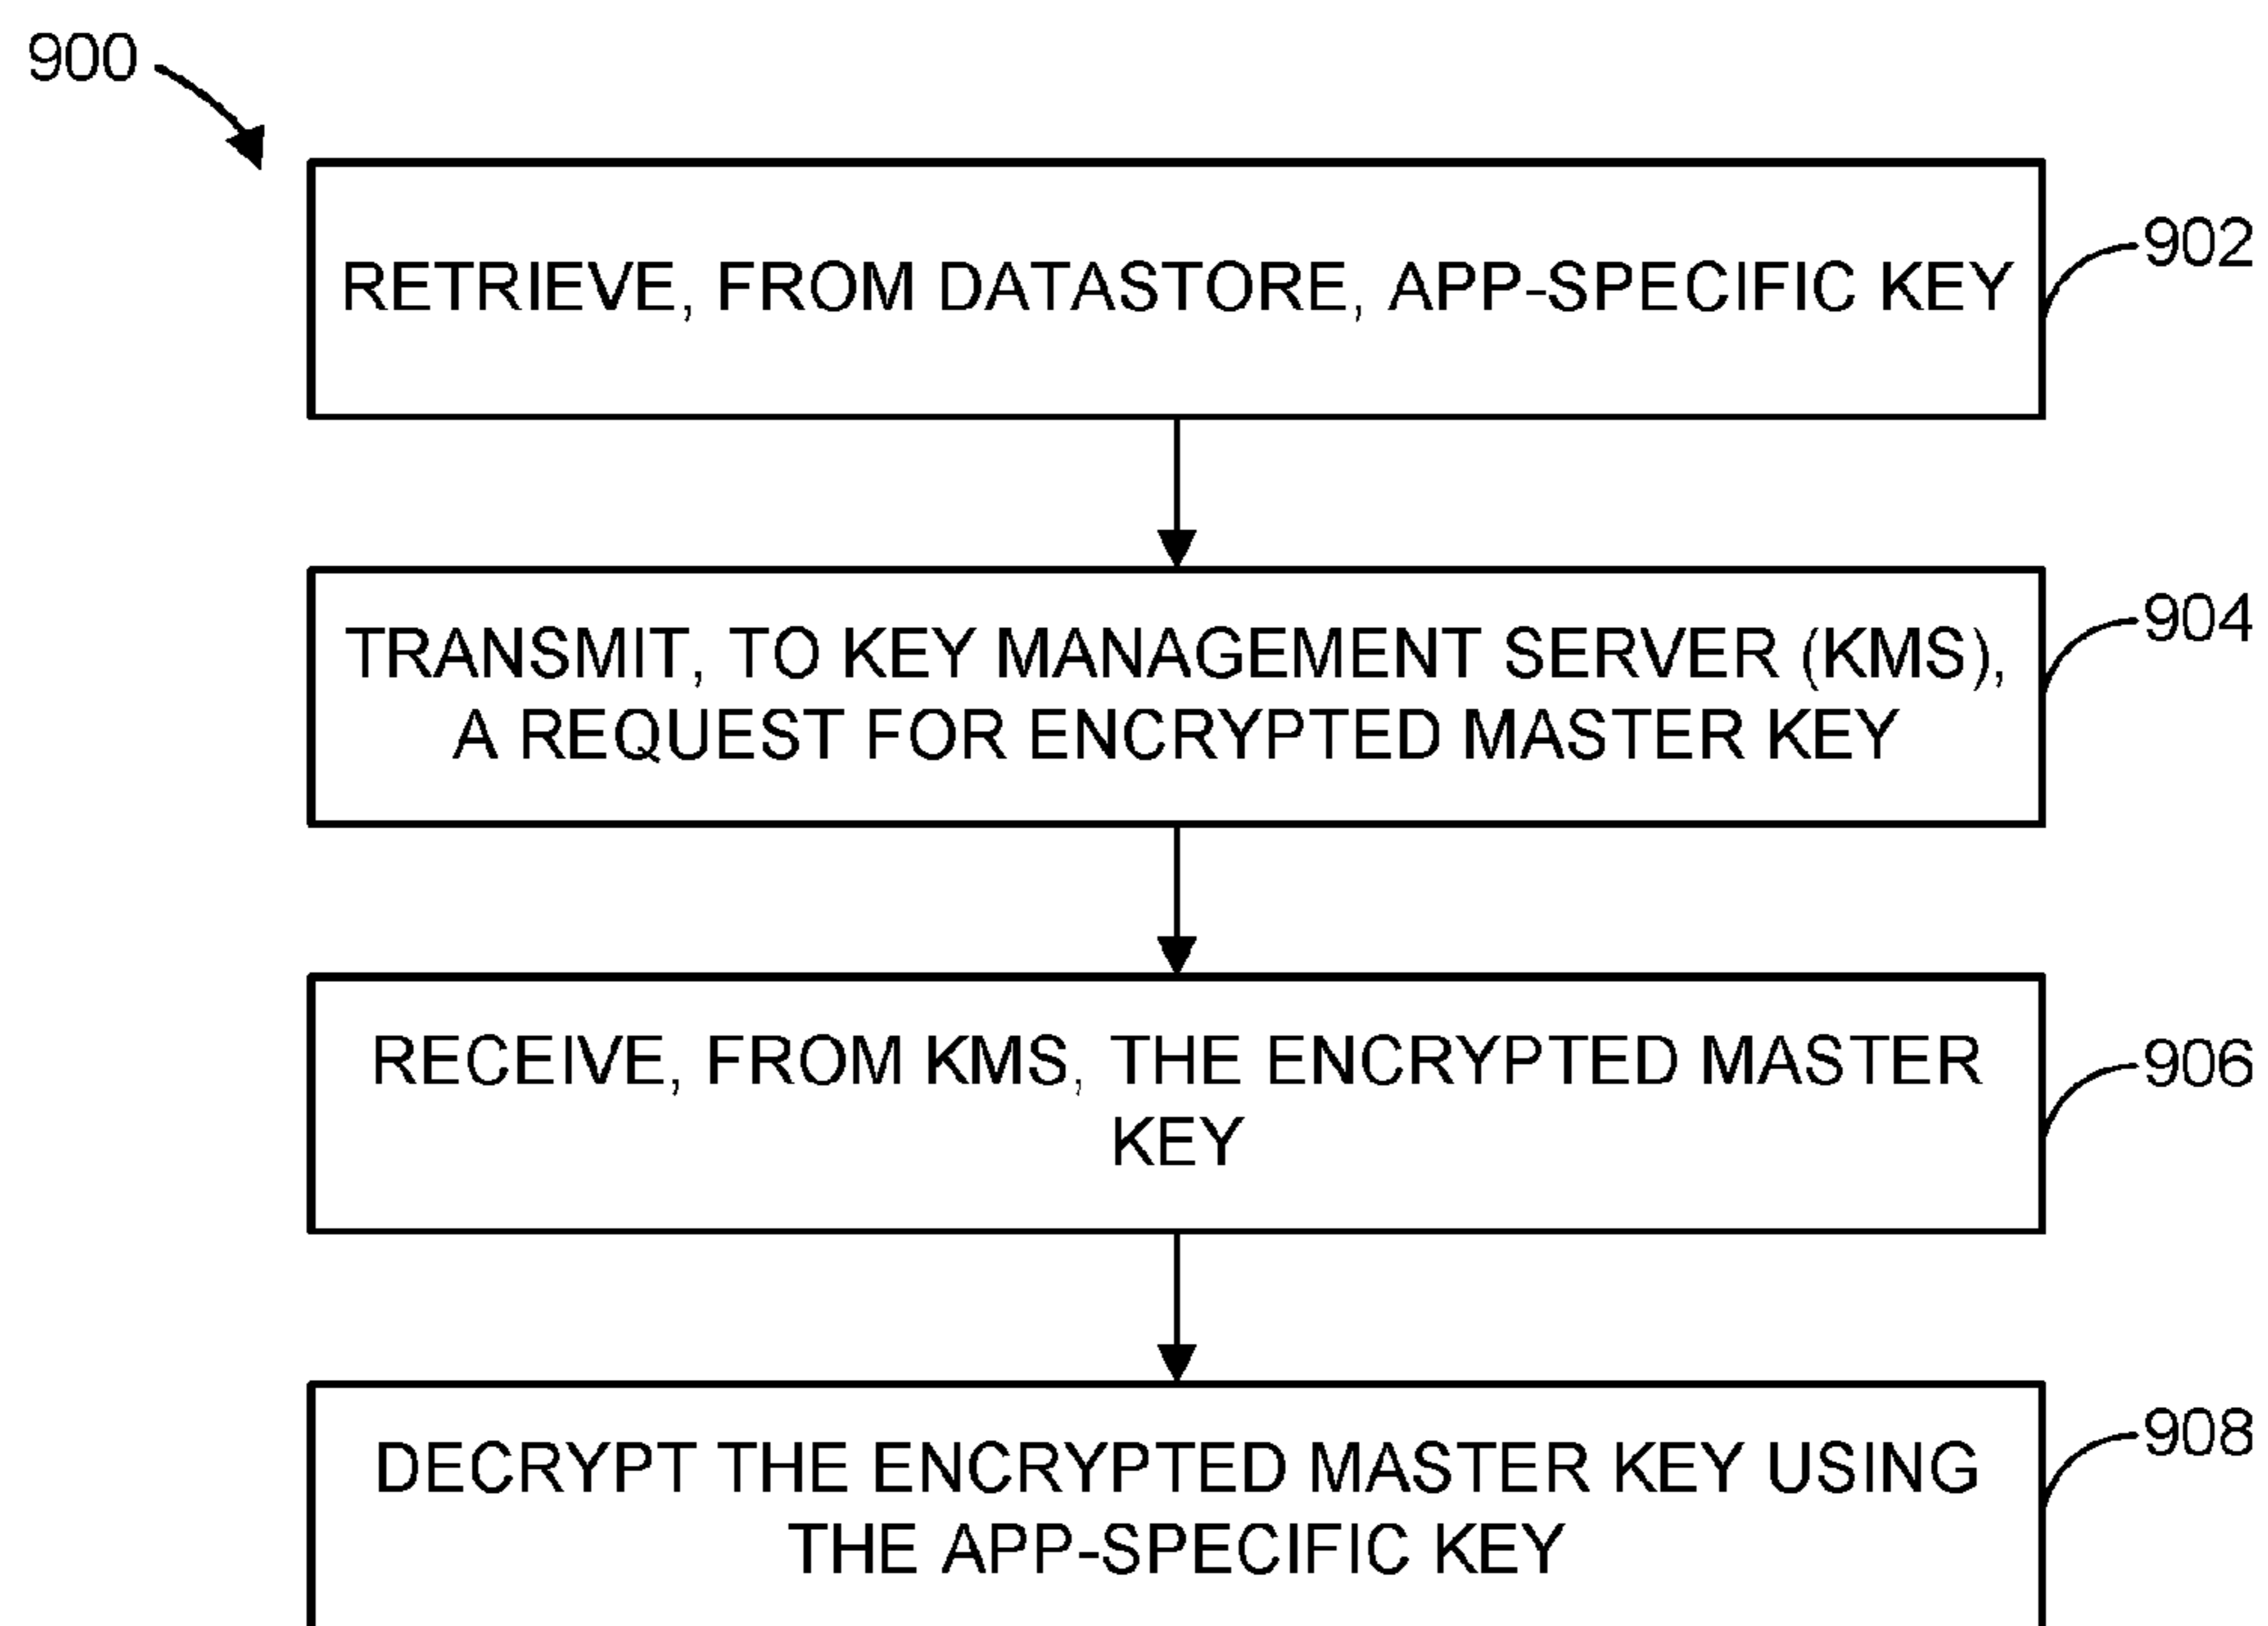 900
RETRIEVE, FROM DATASTORE, APP-SPECIFIC KEY
902
TRANSMIT, TO KEY MANAGEMENT SERVER (KMS),
A REQUEST FOR ENCRYPTED MASTER KEY
904
RECEIVE, FROM KMS, THE ENCRYPTED MASTER
KEY
906
DECRYPT THE ENCRYPTED MASTER KEY USING
THE APP-SPECIFIC KEY
908